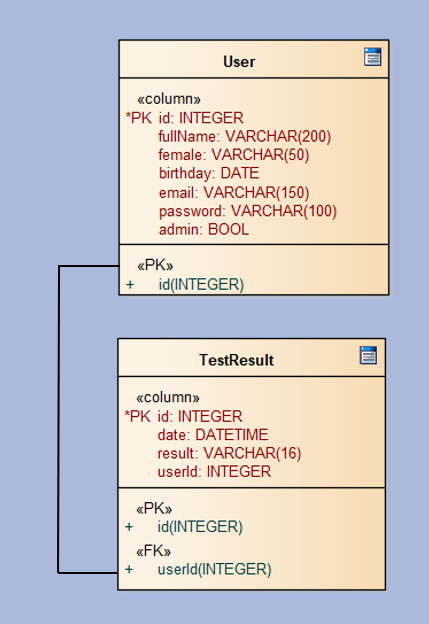 User
«column»
*PK id: INTEGER
fullName: VARCHAR(200)
female: VARCHAR(50)
birthday: DATE
email: VARCHAR(150)
password: VARCHAR(100)
admin: BOOL
«PK»
+ id(INTEGER)
TestResult
«column»
*PK id: INTEGER
date: DATETIME
result: VARCHAR(16)
userId: INTEGER
«PK»
+ id(INTEGER)
«FK»
+ userId(INTEGER)